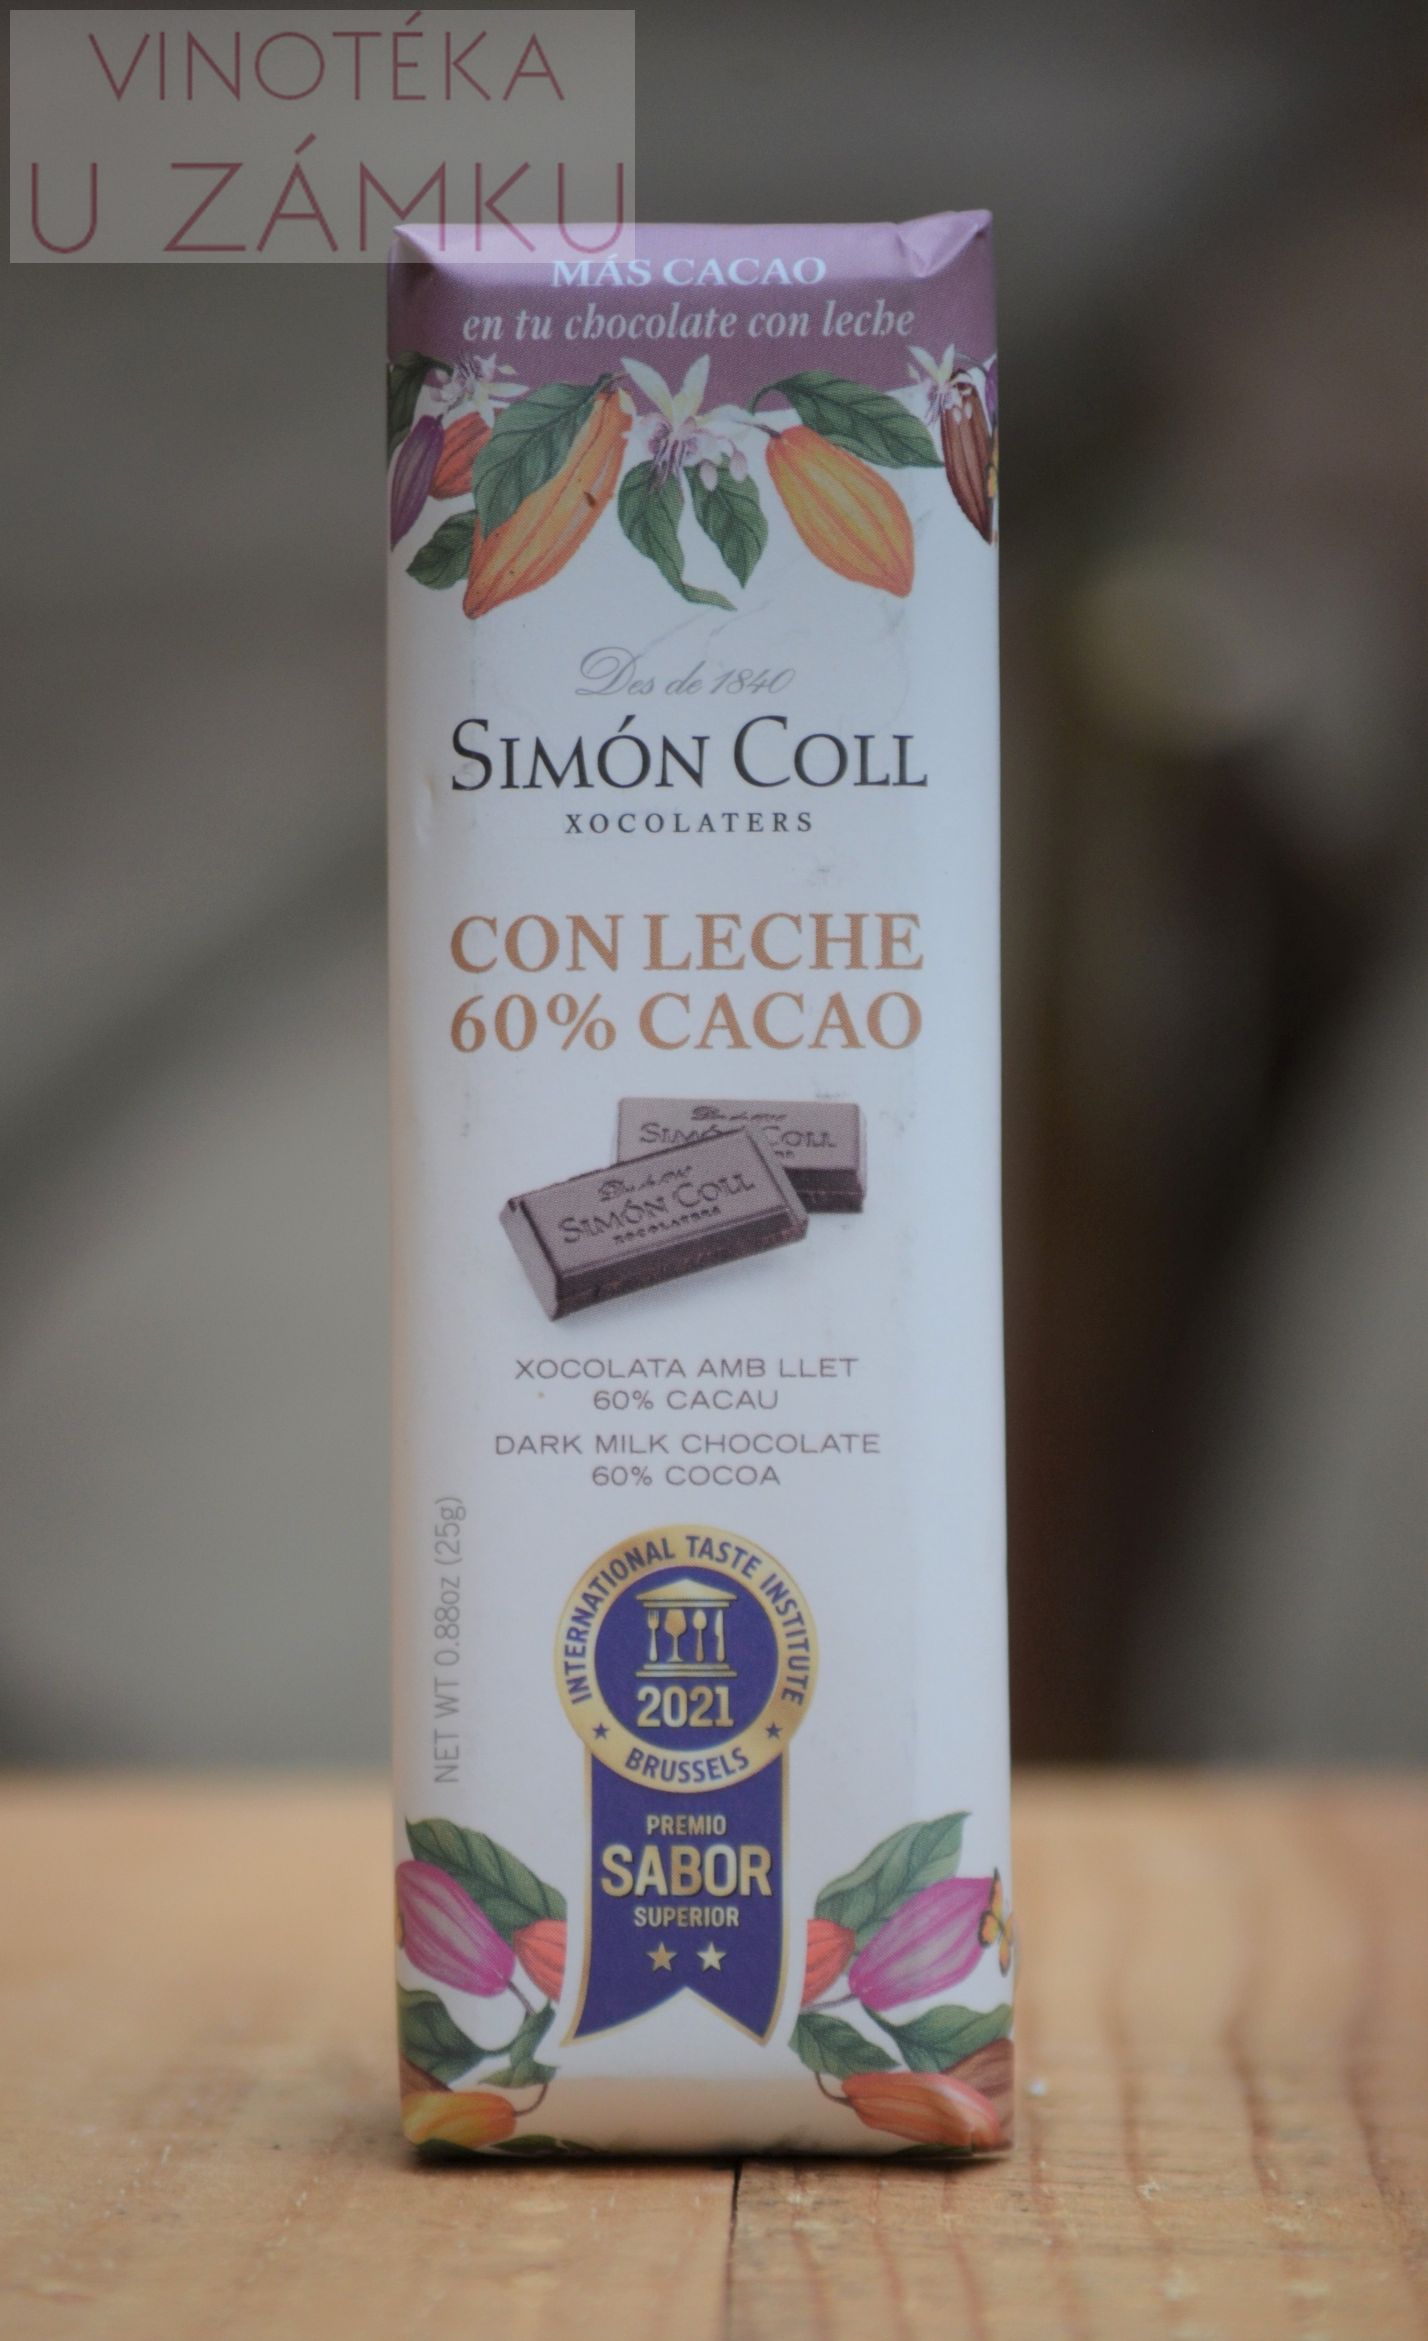 VINOTÉKA
U ZÁMKU
MÁS CACAO
en tu chocolate con leche
Des de 1840
SIMÓN COLL
XOCOLATERS
CON LECHE
60% CACAO
SIMÓN COLL
XOCOLATERS
XOCOLATA AMB LLET
60% CACAU
DARK MILK CHOCOLATE
60% COCOA
NET WT 0.88oz (25g)
INTERNATIONAL TASTE INSTITUTE
2021
BRUSSELS
PREMIO
SABOR
SUPERIOR